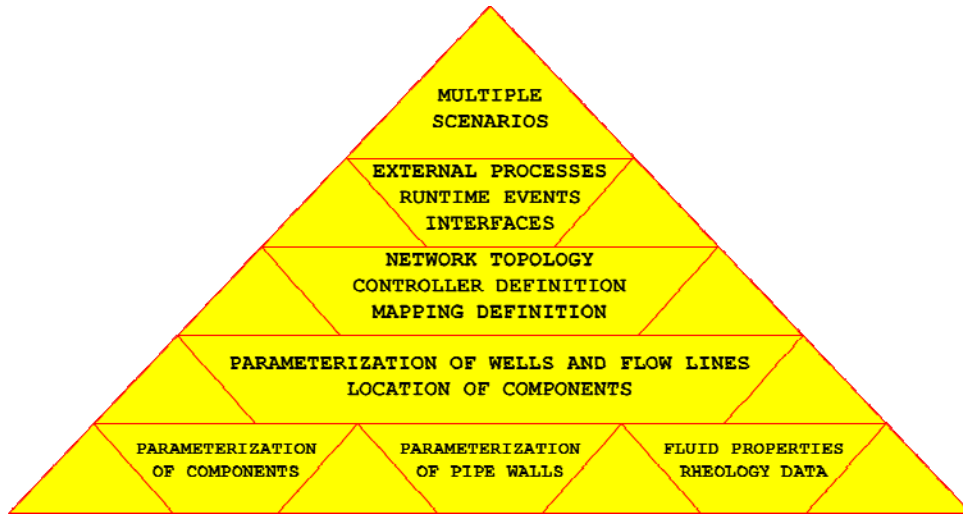 MULTIPLE
SCENARIOS
EXTERNAL PROCESSES
RUNTIME EVENTS
INTERFACES
NETWORK TOPOLOGY
CONTROLLER DEFINITION
MAPPING DEFINITION
PARAMETERIZATION OF WELLS AND FLOW LINES
LOCATION OF COMPONENTS
PARAMETERIZATION
OF COMPONENTS
PARAMETERIZATION
OF PIPE WALLS
FLUID PROPERTIES
RHEOLOGY DATA